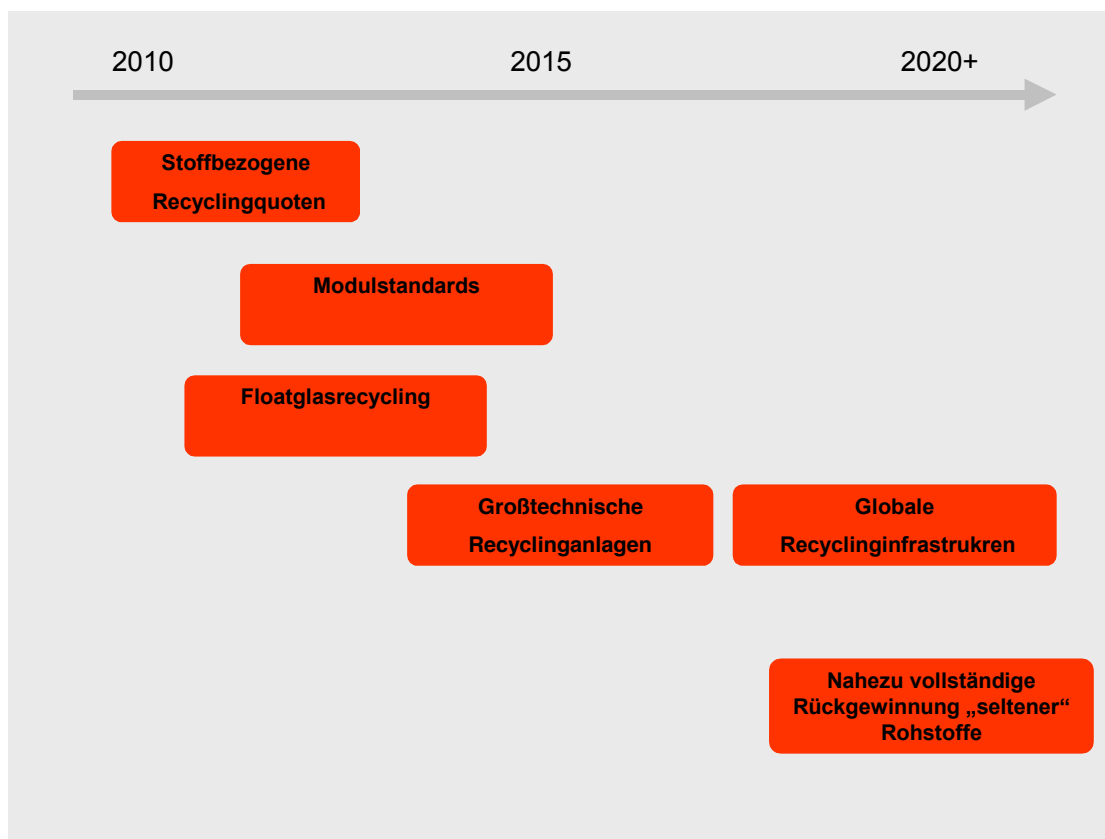 2010 2015 2020+
Stoffbezogene
Recyclingquoten
Modulstandards
Floatglasrecycling
Großtechnische
Recyclinganlagen
Globale
Recyclinginfrastrukren
Nahezu vollständige
Rückgewinnung „seltener“
Rohstoffe